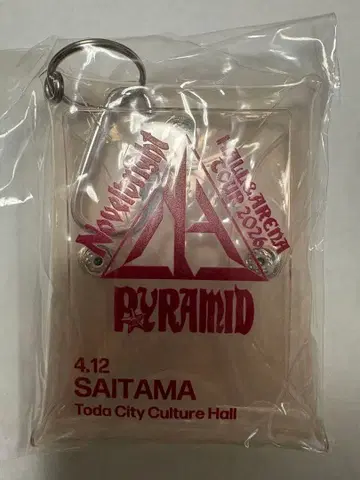 Novelbright
HALL & ARENA
TOUR 2026
PYRAMID
4.12
SAITAMA
Toda City Culture Hall